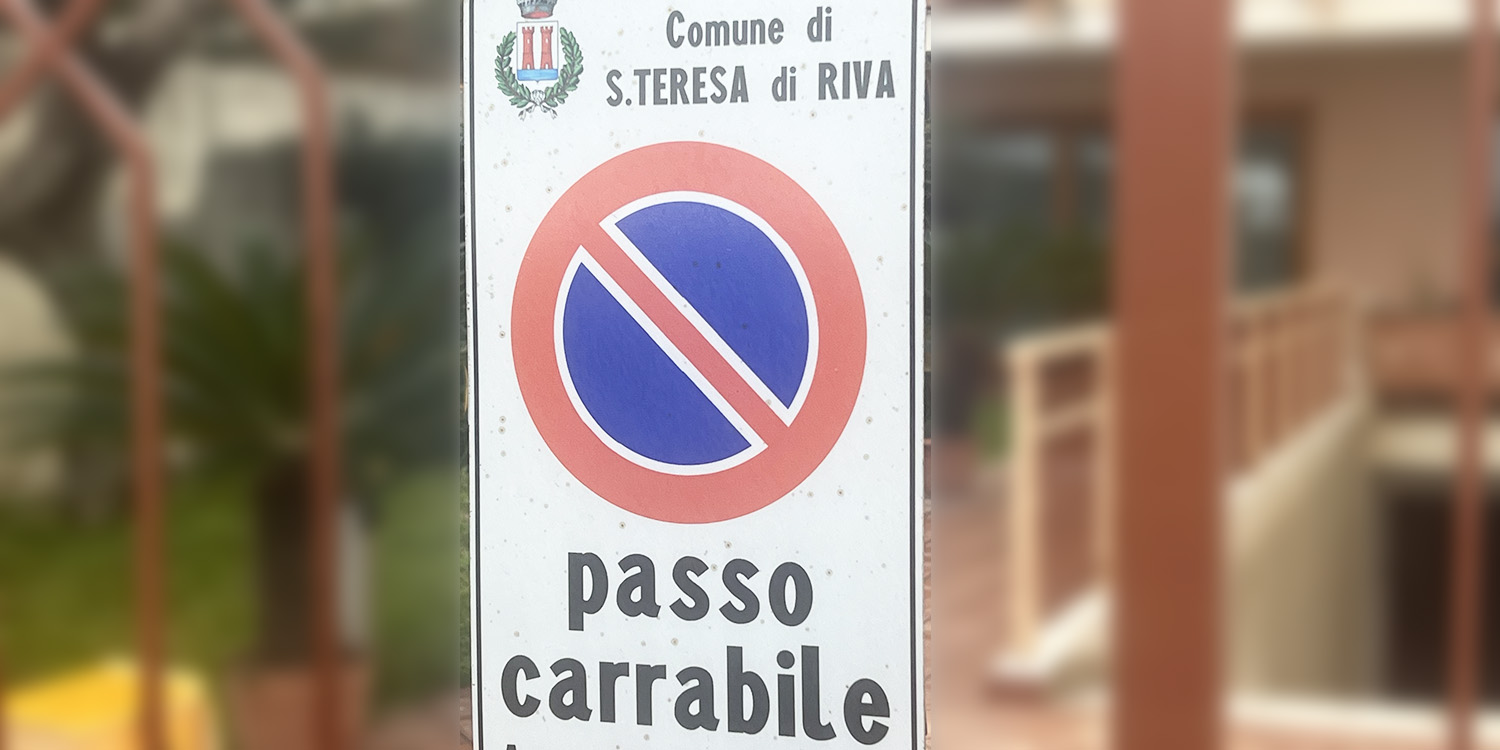 Comune di
S.TERESA di RIVA
passo
carrabile